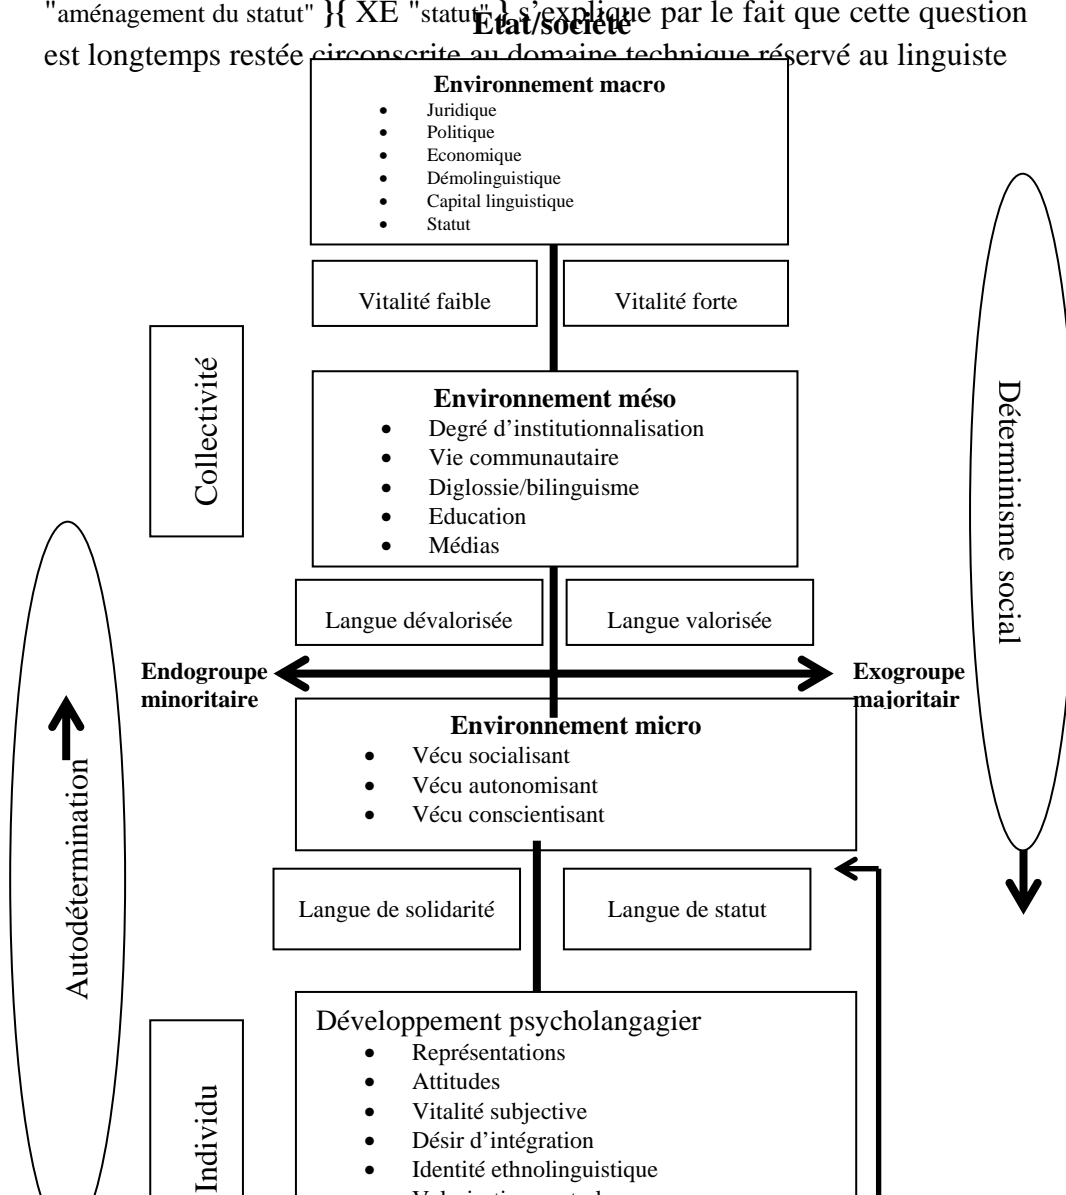 "aménagement du statut" }{ XE "statut" } s'explique par le fait que cette question
Etat/société
est longtemps restée circonscrite au domaine technique réservé au linguiste
Environnement macro
• Juridique
• Politique
• Economique
• Démolinguistique
• Capital linguistique
• Statut
Vitalité faible
Vitalité forte
Collectivité
Environnement méso
• Degré d'institutionnalisation
• Vie communautaire
• Diglossie/bilinguisme
• Education
• Médias
Déterminisme social
Langue dévalorisée
Langue valorisée
Endogroupe
minoritaire
Exogroupe
majoritair
Environnement micro
• Vécu socialisant
• Vécu autonomisant
• Vécu conscientisant
Autodétermination
Langue de solidarité
Langue de statut
Individu
Développement psycholangagier
• Représentations
• Attitudes
• Vitalité subjective
• Désir d'intégration
• Identité ethnolinguistique